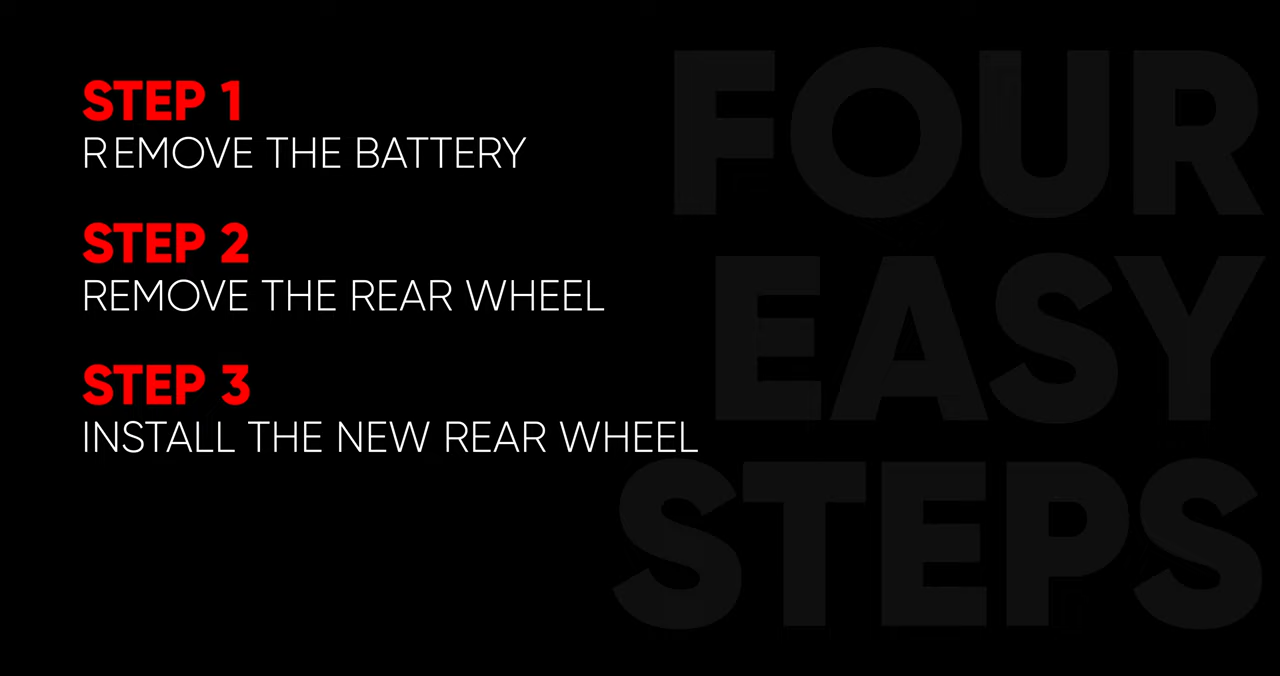 STEP 1
REMOVE THE BATTERY
STEP 2
REMOVE THE REAR WHEEL
STEP 3
INSTALL THE NEW REAR WHEEL
FOUR
EASY
STEPS